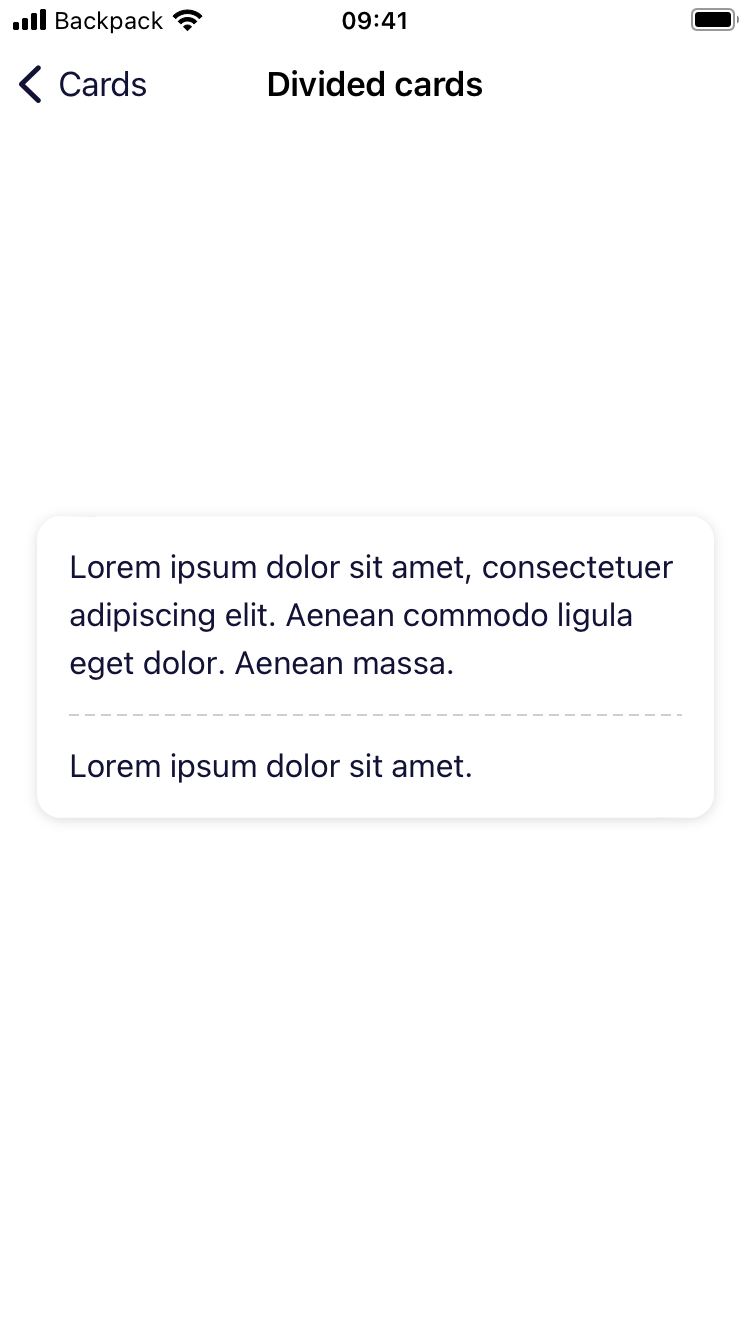 Backpack
09:41
Cards
Divided cards
Lorem ipsum dolor sit amet, consectetuer
adipiscing elit. Aenean commodo ligula
eget dolor. Aenean massa.
Lorem ipsum dolor sit amet.